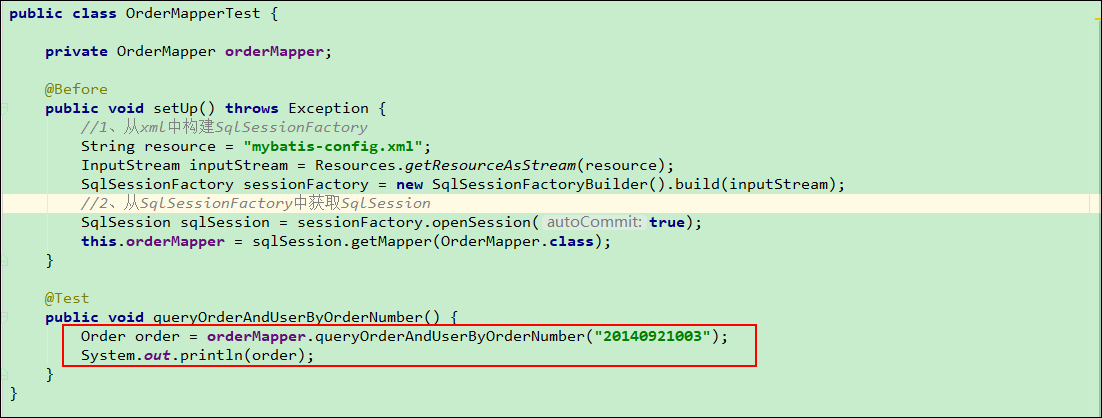 public class OrderMapperTest {
private OrderMapper orderMapper;
@Before
public void setUp() throws Exception {
//1、从xml中构建SqlSessionFactory
String resource = "mybatis-config.xml";
InputStream inputStream = Resources.getResourceAsStream(resource);
SqlSessionFactory sessionFactory = new SqlSessionFactoryBuilder().build(inputStream);
//2、从SqlSessionFactory中获取SqlSession
SqlSession sqlSession = sessionFactory.openSession( autoCommit: true);
this.orderMapper = sqlSession.getMapper(OrderMapper.class);
}
@Test
public void queryOrderAndUserByOrderNumber() {
Order order = orderMapper.queryOrderAndUserByOrderNumber("20140921003");
System.out.println(order);
}
}